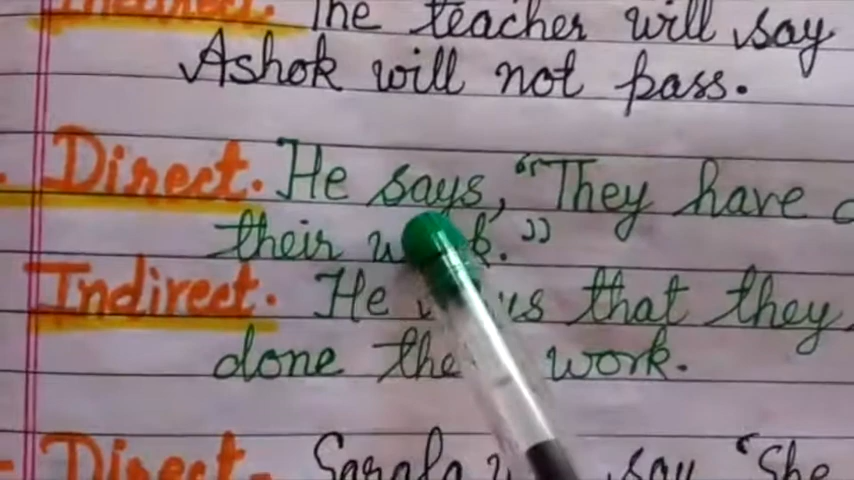 Indirect. The teacher will say
Ashok will not pass.
Direct. He says, "They have
their
Indirect. He that they
done work.
Direct. say "She